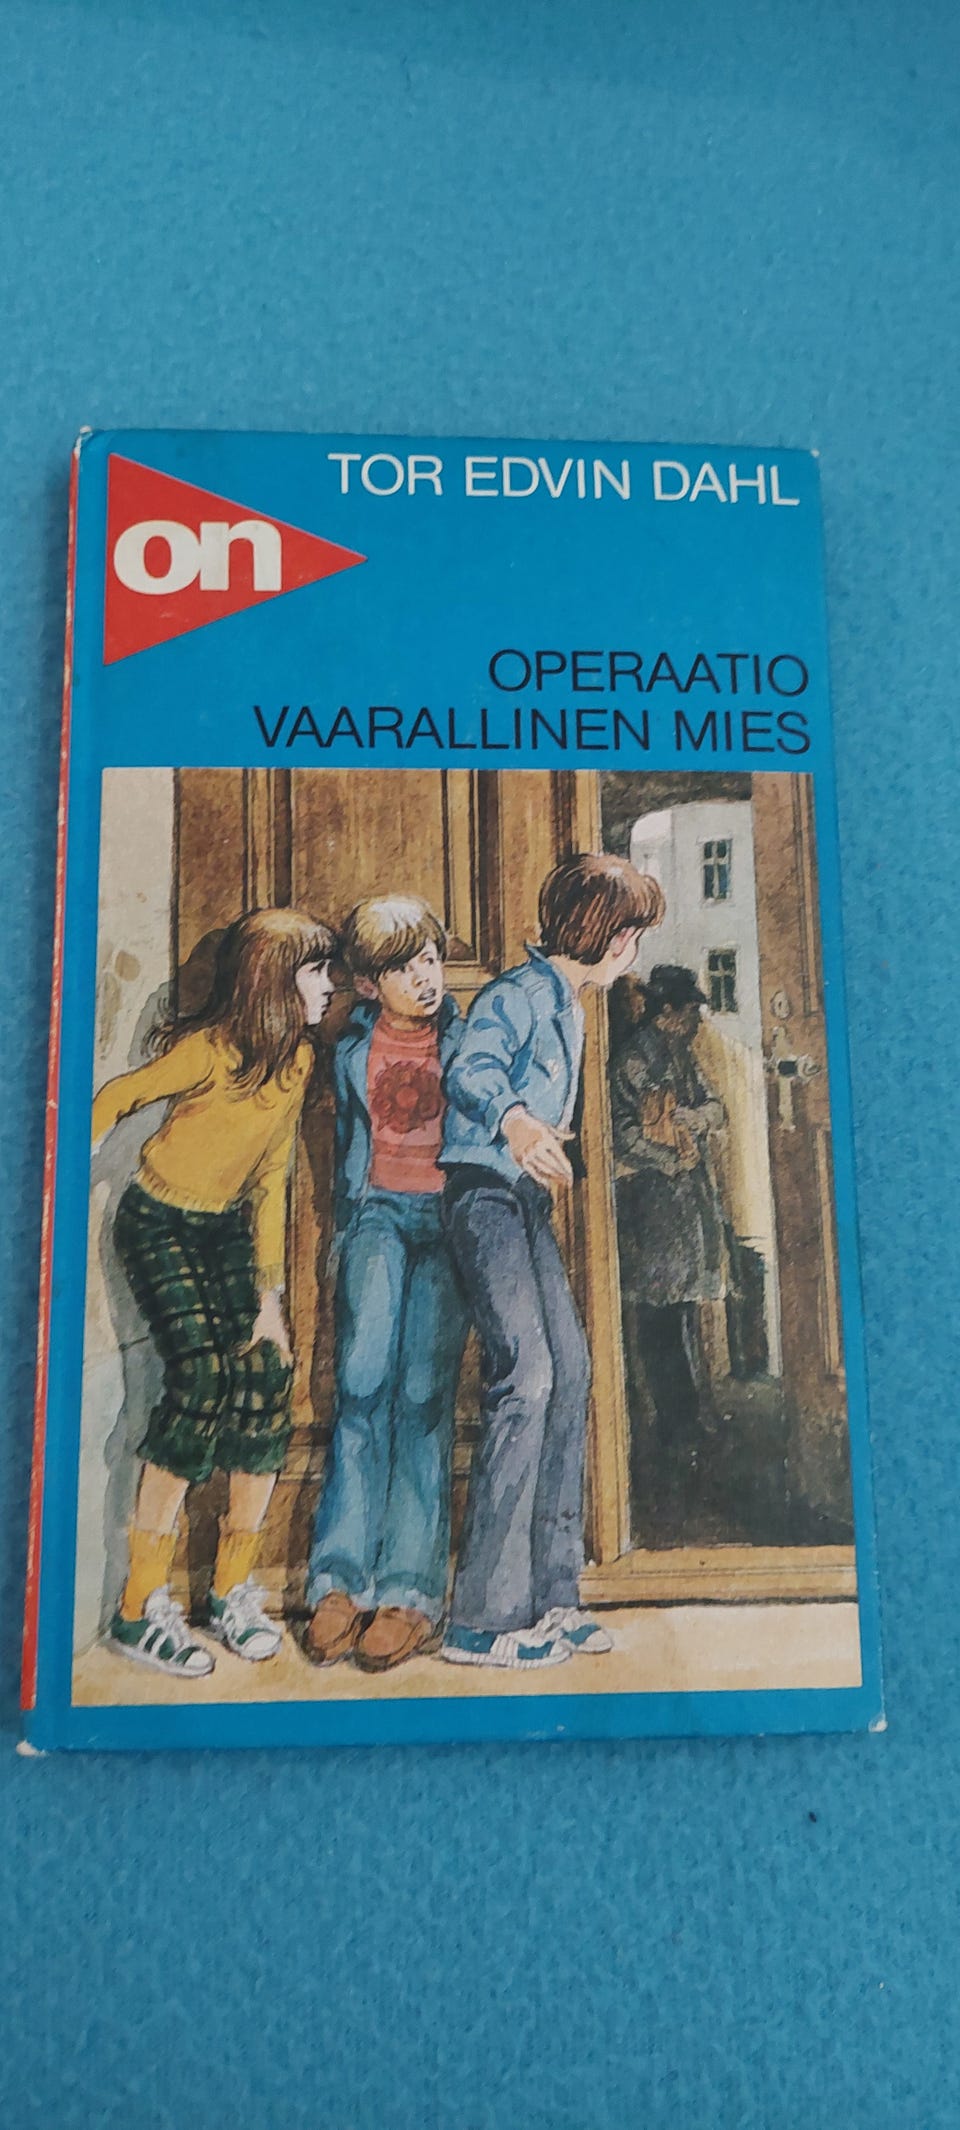 TOR EDVIN DAHL
on
OPERAATIO
VAARALLINEN MIES